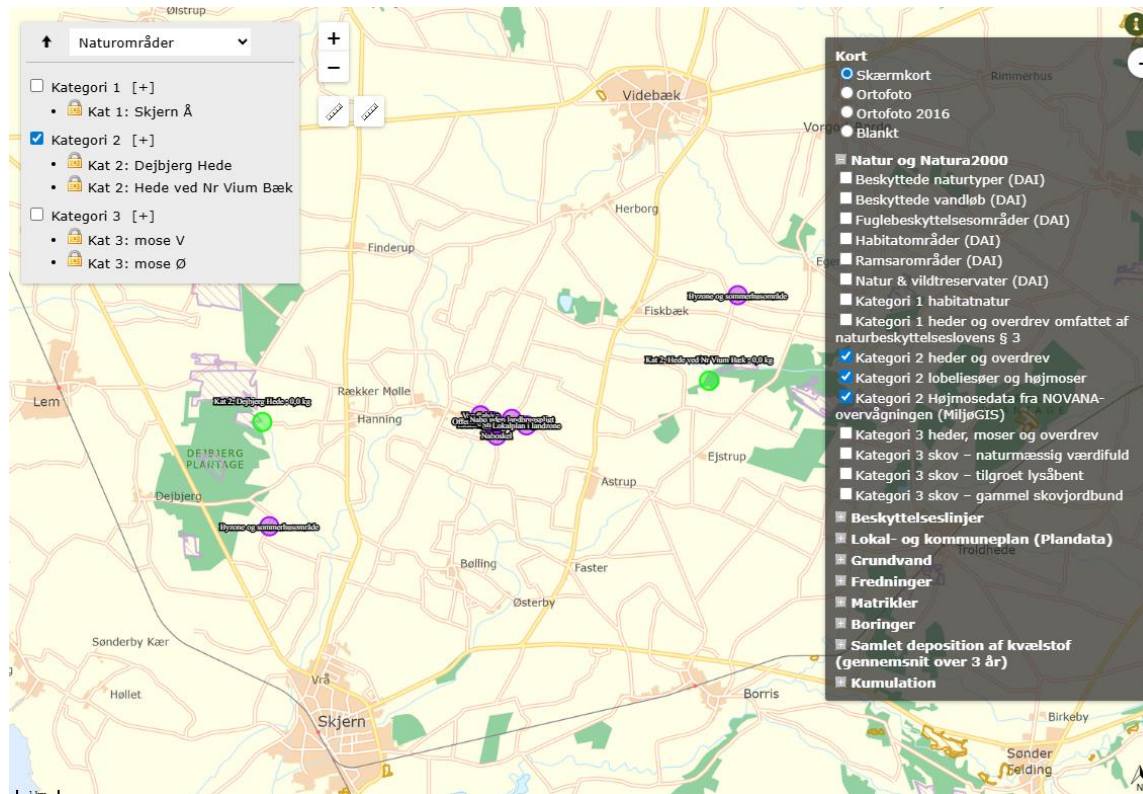 Naturområder
Kategori 1 [+]
Kat 1: Skjern Å
Kategori 2 [+]
Kat 2: Dejbjerg Hede
Kat 2: Hede ved Nr Vium Bæk
Kategori 3 [+]
Kat 3: mose V
Kat 3: mose Ø
+
−
Kort
Skærmkort
Ortofoto
Ortofoto 2016
Blankt
Natur og Natura2000
Beskyttede naturtyper (DAI)
Beskyttede vandløb (DAI)
Fuglebeskyttelsesområder (DAI)
Habitatområder (DAI)
Ramsarområder (DAI)
Natur & vildtreservater (DAI)
Kategori 1 habitatnatur
Kategori 1 heder og overdrev omfattet af
naturbeskyttelseslovens § 3
Kategori 2 heder og overdrev
Kategori 2 lobeliesøer og højmoser
Kategori 2 Højmosedata fra NOVANA-
overvågningen (MiljøGIS)
Kategori 3 heder, moser og overdrev
Kategori 3 skov – naturmæssig værdifuld
Kategori 3 skov – tilgroet lysåbent
Kategori 3 skov – gammel skovjordbund
Beskyttelseslinjer
Lokal- og kommuneplan (Plandata)
Grundvand
Fredninger
Matrikler
Boringer
Samlet deposition af kvælstof
(gennemsnit over 3 år)
Kumulation
Ølstrup
Videbæk
Rimmerhus
Herborg
Finderup
Byzone og sommerhusområde
Fiskbæk
Kat 2: Hede ved Nr Vium Bæk - 0,0 kg
Lem
Rækker Mølle
Kat 2: Dejbjerg Hede - 0,0 kg
Hanning
Lokalplan i landzone
Naboskel
DEJBJERG
PLANTAGE
Ejstrup
Astrup
Dejbjerg
Byzone og sommerhusområde
Troldhede
Bølling
Faster
Østerby
Sønderby Kær
Vrå
Høllet
Borris
Skjern
Birkeby
Sønder
Felding